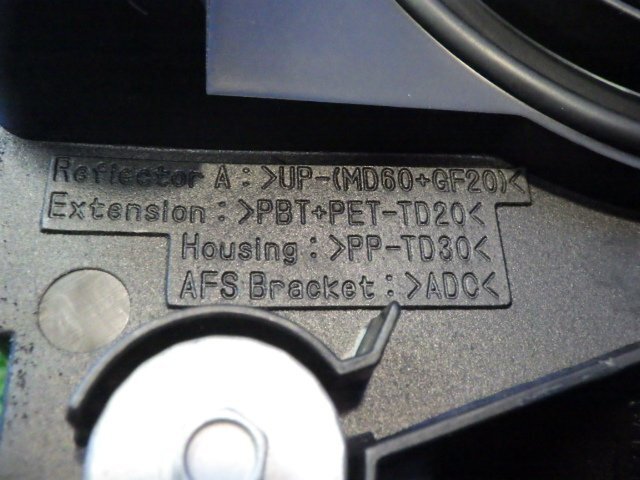 Reflector A:>UP-(MD60+GF20)<
Extension:>PBT+PET-TD20<
Housing:>PP-TD30<
AFS Bracket:>ADC<